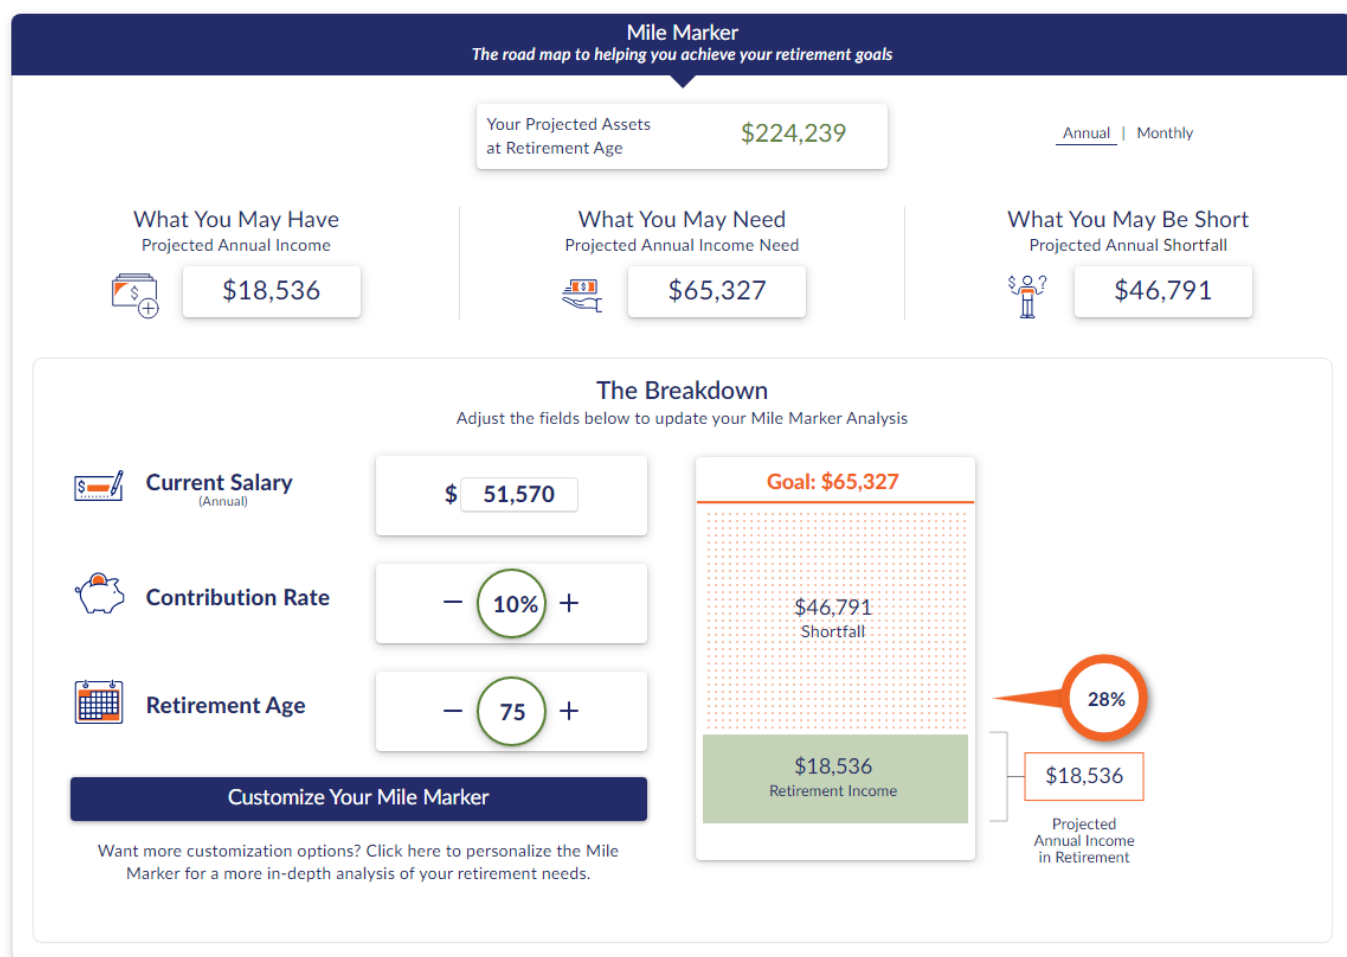 Mile Marker
The road map to helping you achieve your retirement goals
Your Projected Assets
at Retirement Age
$224,239
Annual | Monthly
What You May Have
Projected Annual Income
$18,536
What You May Need
Projected Annual Income Need
$65,327
What You May Be Short
Projected Annual Shortfall
$46,791
The Breakdown
Adjust the fields below to update your Mile Marker Analysis
Current Salary
(Annual)
$ 51,570
Contribution Rate
− 10% +
Retirement Age
− 75 +
Customize Your Mile Marker
Want more customization options? Click here to personalize the Mile
Marker for a more in-depth analysis of your retirement needs.
Goal: $65,327
$46,791
Shortfall
$18,536
Retirement Income
28%
$18,536
Projected
Annual Income
in Retirement